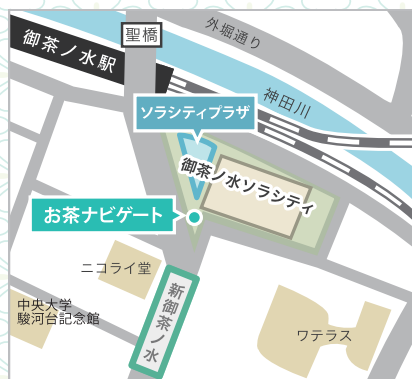 聖橋
外堀通り
御茶ノ水駅
神田川
ソラシティプラザ
御茶ノ水ソラシティ
お茶ナビゲート
ニコライ堂
新御茶ノ水
中央大学
駿河台記念館
ワテラス